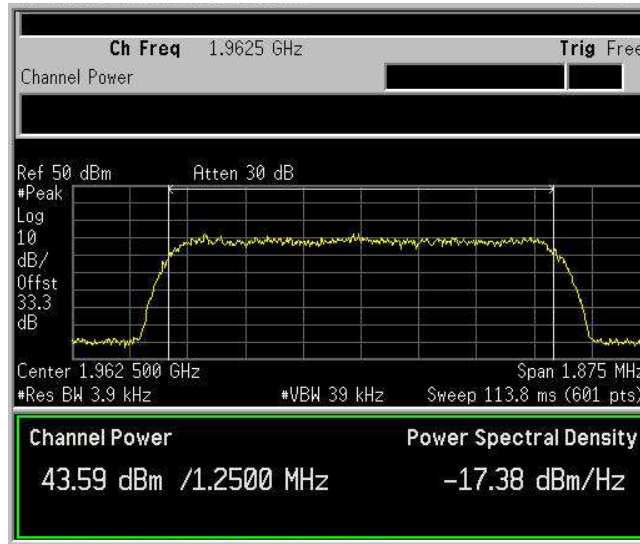 Ch Freq 1.9625 GHz Trig Free
Channel Power
Ref 50 dBm Atten 30 dB
#Peak
Log
10
dB/
Offst
33.3
dB
Center 1.962 500 GHz Span 1.875 MHz
#Res BW 3.9 kHz #VBW 39 kHz Sweep 113.8 ms (601 pts)
Channel Power Power Spectral Density
43.59 dBm /1.2500 MHz -17.38 dBm/Hz